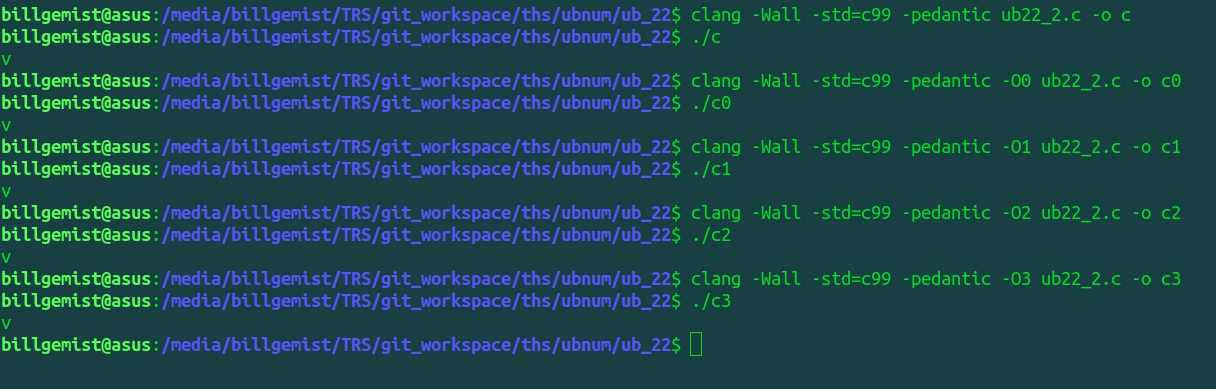 billgemist@asus:/media/billgemist/TRS/git_workspace/ths/ubnum/ub_22$ clang -Wall -std=c99 -pedantic ub22_2.c -o c
billgemist@asus:/media/billgemist/TRS/git_workspace/ths/ubnum/ub_22$ ./c
v
billgemist@asus:/media/billgemist/TRS/git_workspace/ths/ubnum/ub_22$ clang -Wall -std=c99 -pedantic -O0 ub22_2.c -o c0
billgemist@asus:/media/billgemist/TRS/git_workspace/ths/ubnum/ub_22$ ./c0
v
billgemist@asus:/media/billgemist/TRS/git_workspace/ths/ubnum/ub_22$ clang -Wall -std=c99 -pedantic -O1 ub22_2.c -o c1
billgemist@asus:/media/billgemist/TRS/git_workspace/ths/ubnum/ub_22$ ./c1
v
billgemist@asus:/media/billgemist/TRS/git_workspace/ths/ubnum/ub_22$ clang -Wall -std=c99 -pedantic -O2 ub22_2.c -o c2
billgemist@asus:/media/billgemist/TRS/git_workspace/ths/ubnum/ub_22$ ./c2
v
billgemist@asus:/media/billgemist/TRS/git_workspace/ths/ubnum/ub_22$ clang -Wall -std=c99 -pedantic -O3 ub22_2.c -o c3
billgemist@asus:/media/billgemist/TRS/git_workspace/ths/ubnum/ub_22$ ./c3
v
billgemist@asus:/media/billgemist/TRS/git_workspace/ths/ubnum/ub_22$